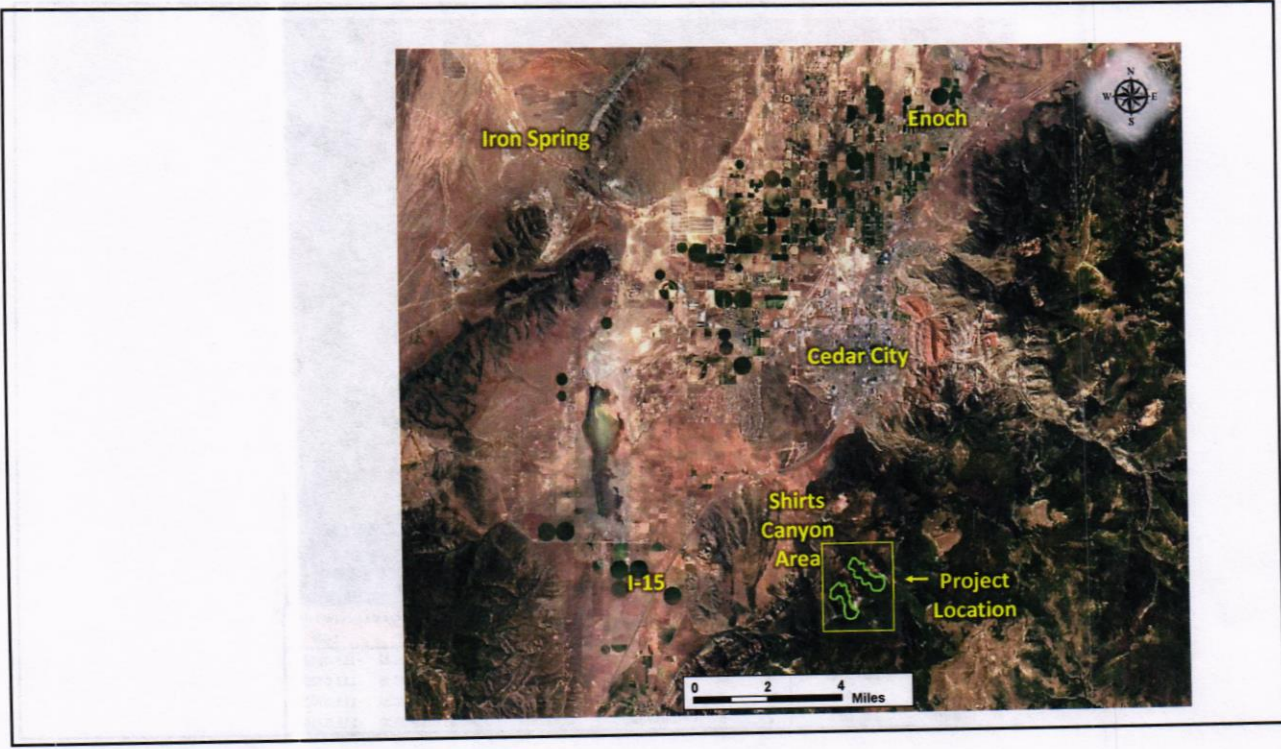 N
W E
S
Enoch
Iron Spring
Cedar City
Shirts
Canyon
Area
I-15
← Project
Location
0 2 4
Miles